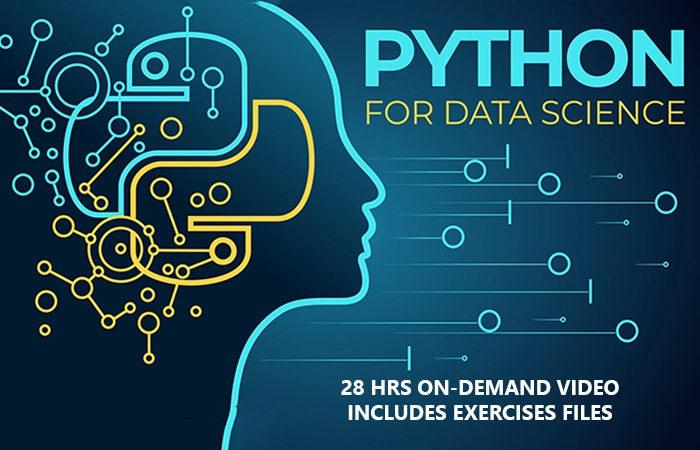 PYTHON
FOR DATA SCIENCE
28 HRS ON-DEMAND VIDEO
INCLUDES EXERCISES FILES